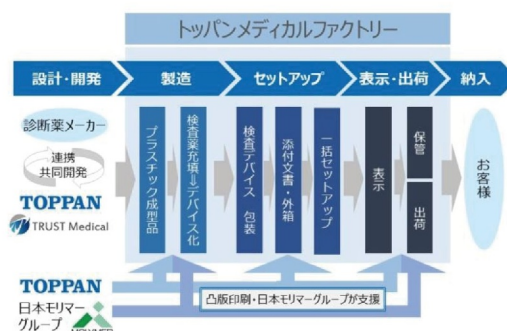 トッパンメディカルファクトリー
設計・開発
製造
セットアップ
表示・出荷
納入
診断薬メーカー
連携
共同開発
TOPPAN
TRUST Medical
プラスチック成型品
検査薬充填⇒デバイス化
検査デバイス 包装
添付文書・外箱
一括セットアップ
表示
保管
出荷
お客様
TOPPAN
日本モリマー
グループ
凸版印刷・日本モリマーグループが支援